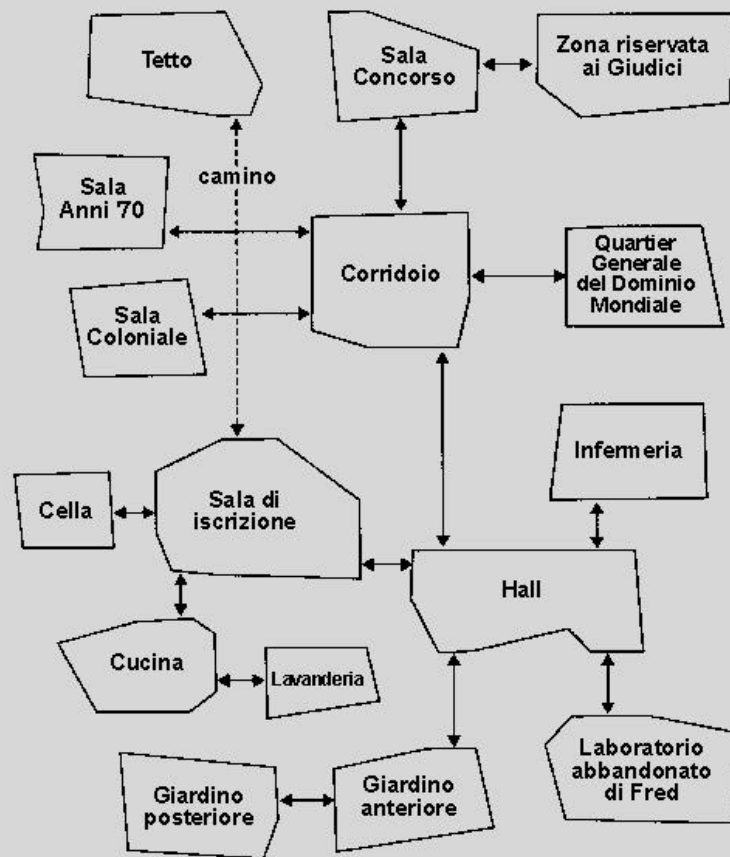 Tetto
Sala
Concorso
Zona riservata
ai Giudici
camino
Sala
Anni 70
Corridoio
Quartier
Generale
del Dominio
Mondiale
Sala
Coloniale
Infermeria
Cella
Sala di
iscrizione
Hall
Cucina
Lavanderia
Giardino
posteriore
Giardino
anteriore
Laboratorio
abbandonato
di Fred